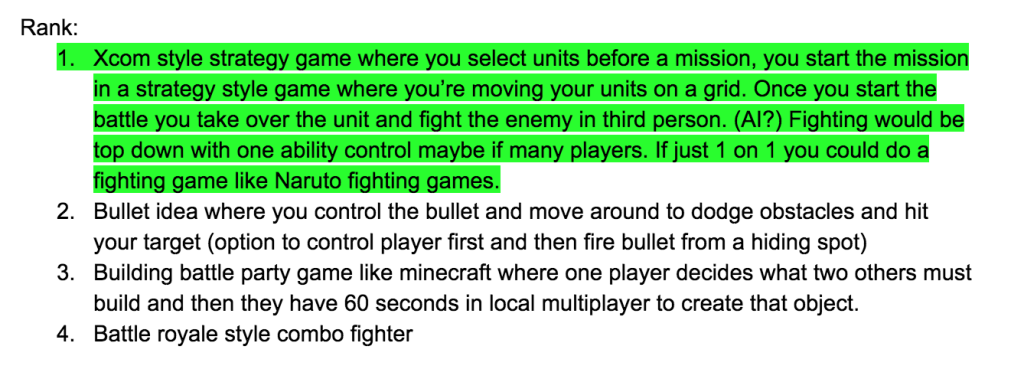 Rank:
1. Xcom style strategy game where you select units before a mission, you start the mission
in a strategy style game where you're moving your units on a grid. Once you start the
battle you take over the unit and fight the enemy in third person. (AI?) Fighting would be
top down with one ability control maybe if many players. If just 1 on 1 you could do a
fighting game like Naruto fighting games.
2. Bullet idea where you control the bullet and move around to dodge obstacles and hit
your target (option to control player first and then fire bullet from a hiding spot)
3. Building battle party game like minecraft where one player decides what two others must
build and then they have 60 seconds in local multiplayer to create that object.
4. Battle royale style combo fighter